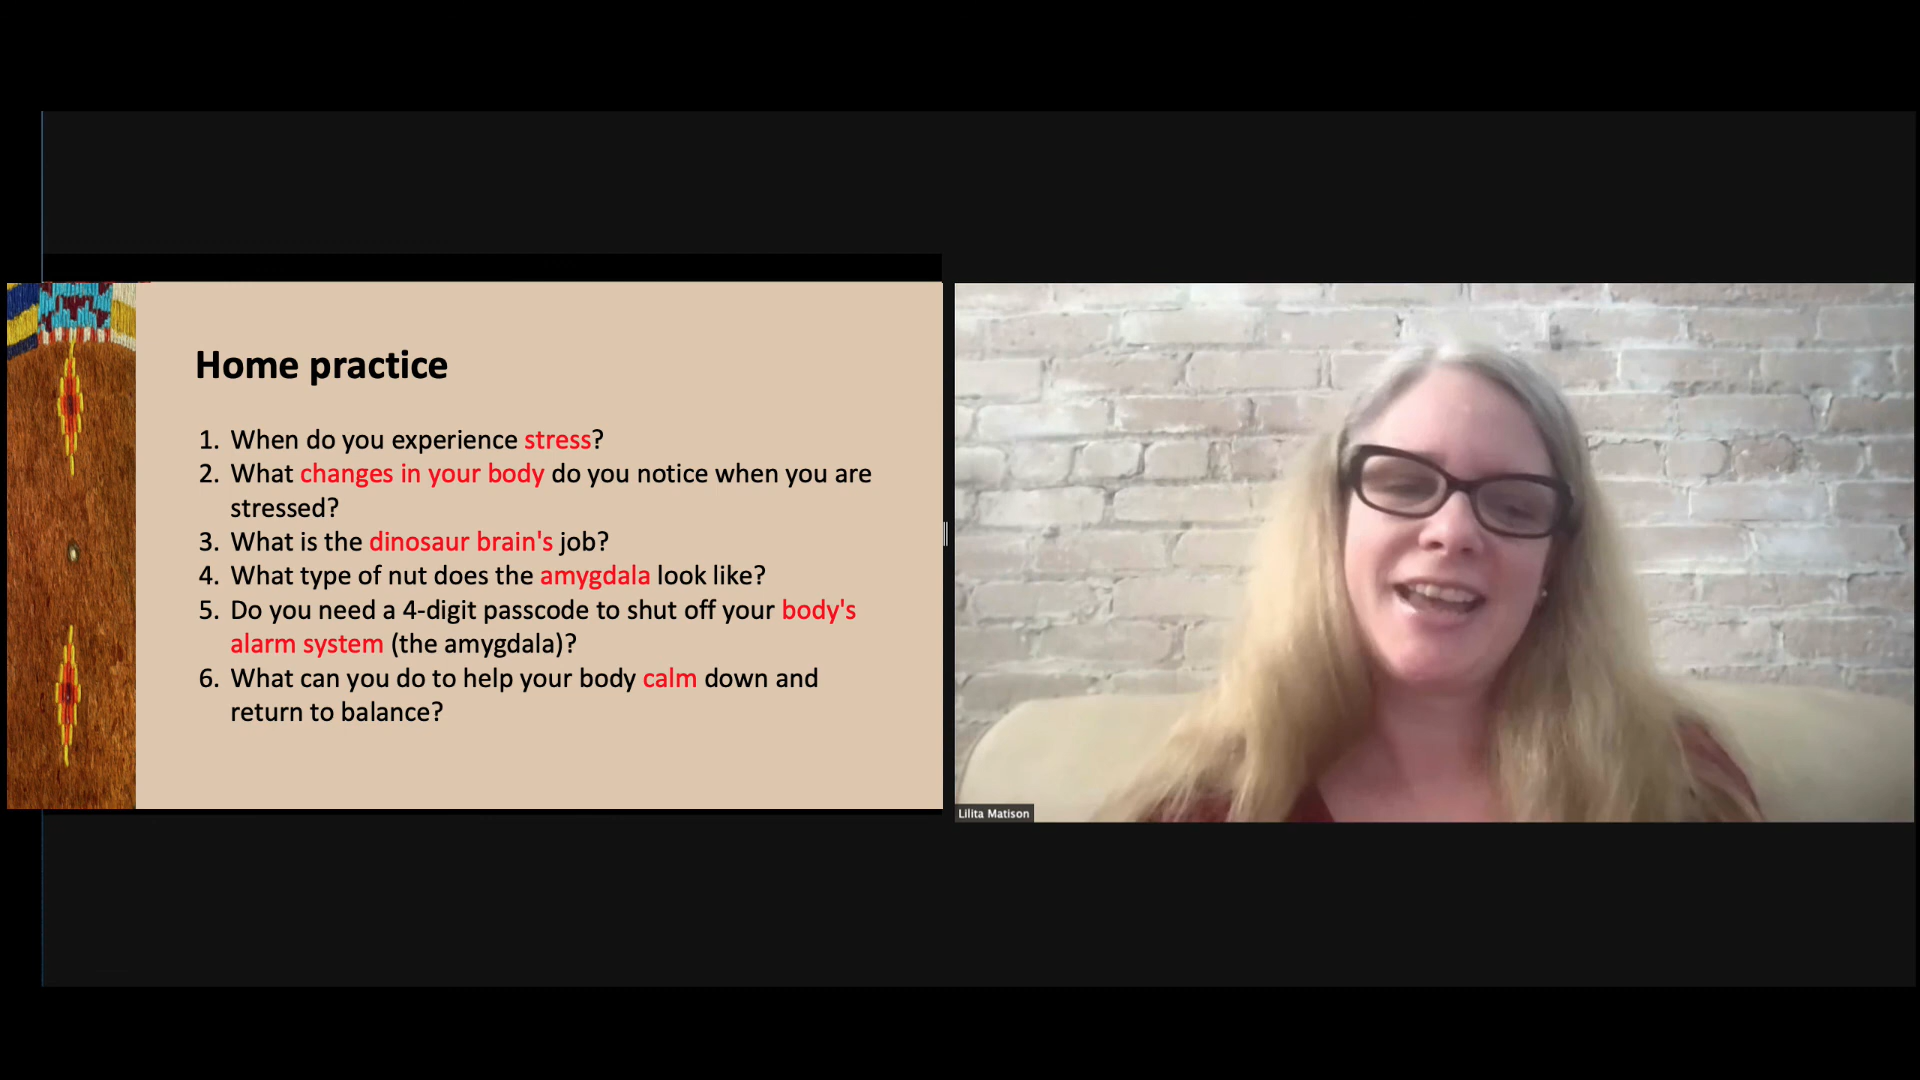 Home practice
1. When do you experience stress?
2. What changes in your body do you notice when you are
stressed?
3. What is the dinosaur brain's job?
4. What type of nut does the amygdala look like?
5. Do you need a 4-digit passcode to shut off your body's
alarm system (the amygdala)?
6. What can you do to help your body calm down and
return to balance?
Lilita Matison